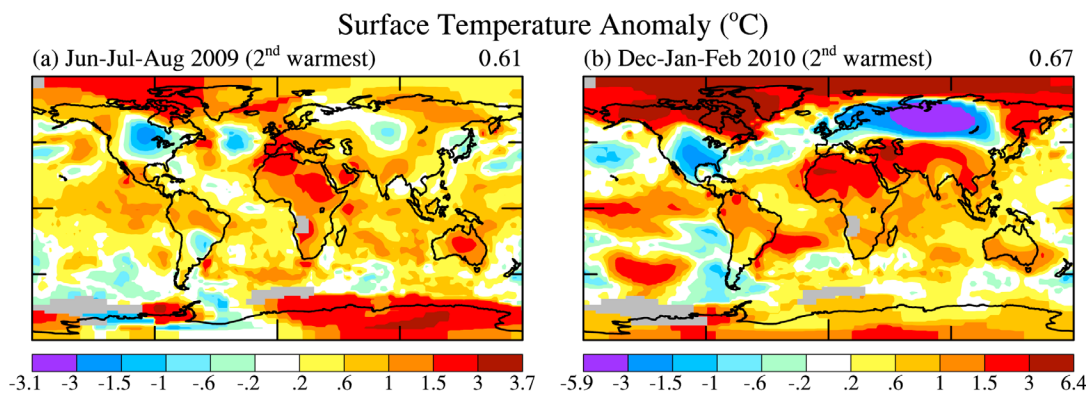 Surface Temperature Anomaly (°C)
(a) Jun-Jul-Aug 2009 (2nd warmest) 0.61
(b) Dec-Jan-Feb 2010 (2nd warmest) 0.67
-3.1 -3 -1.5 -1 -.6 -.2 .2 .6 1 1.5 3 3.7
-5.9 -3 -1.5 -1 -.6 -.2 .2 .6 1 1.5 3 6.4